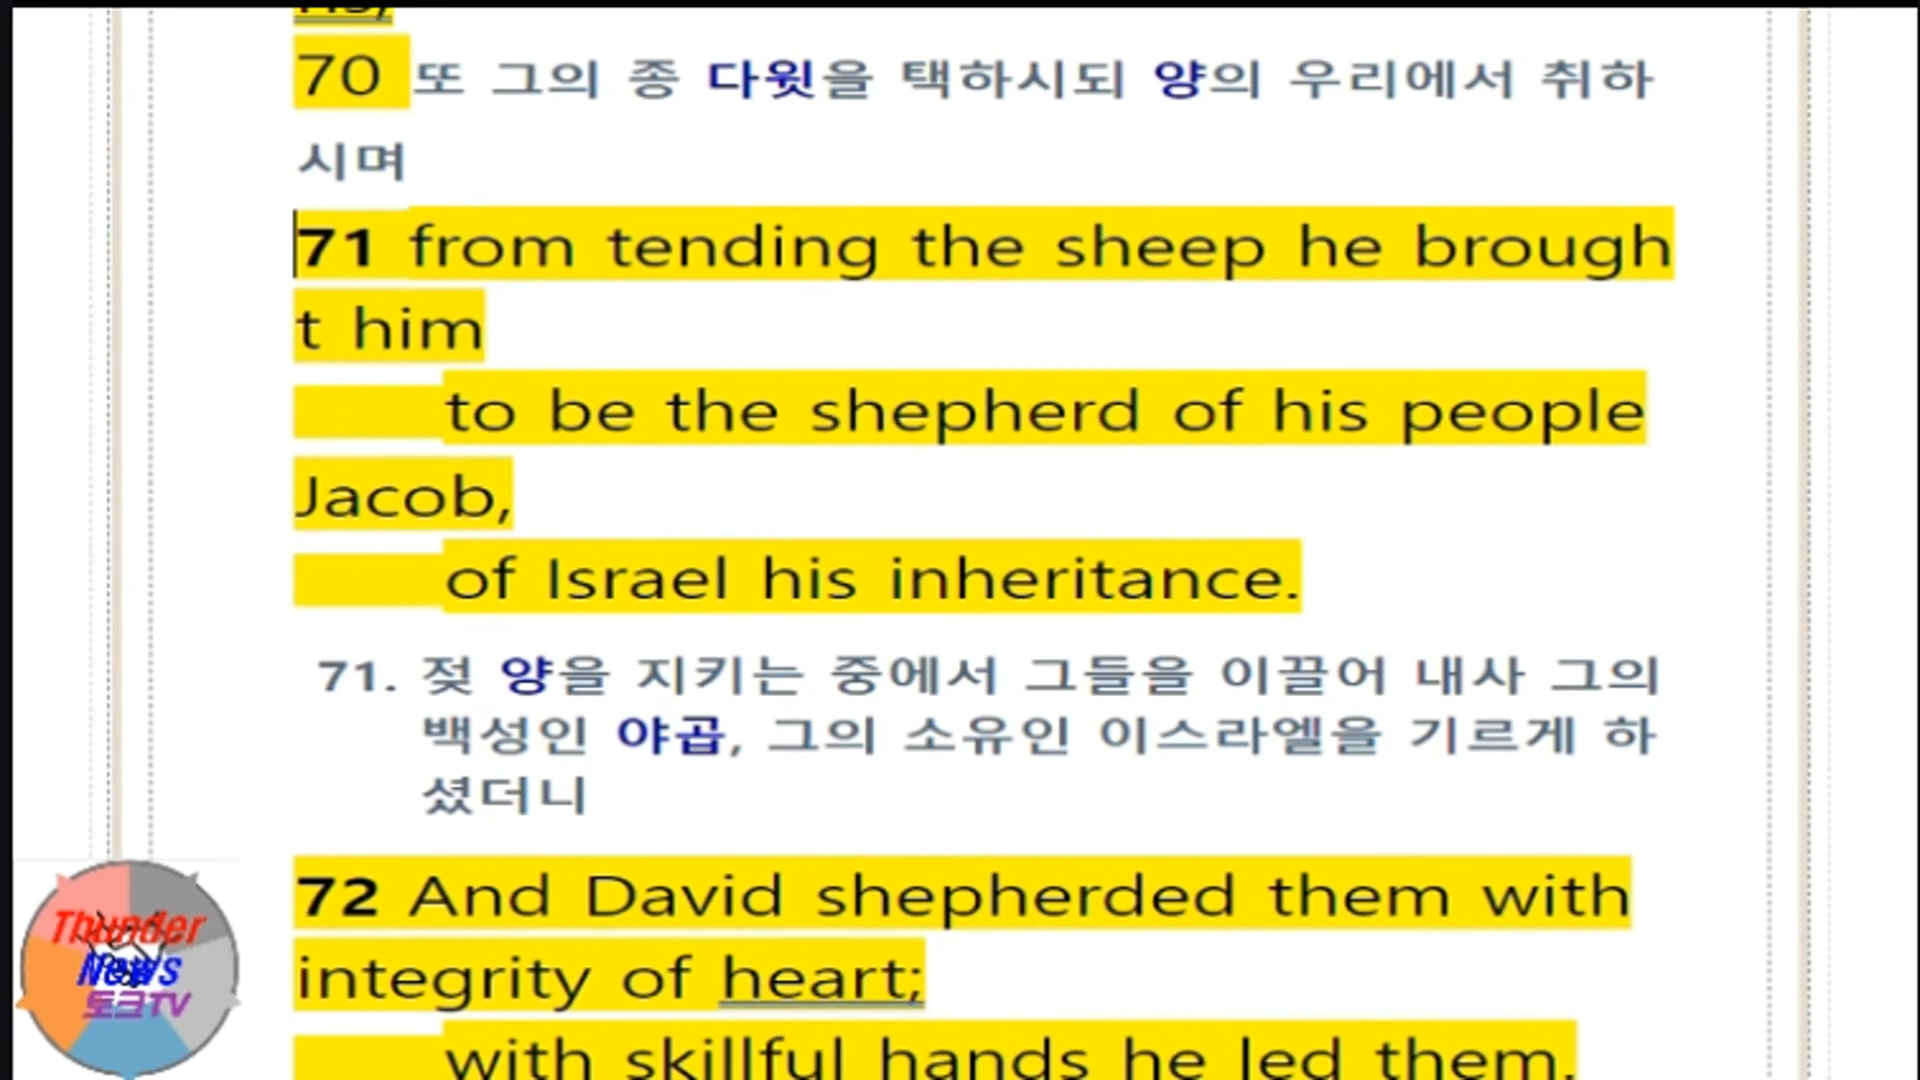 70 또 그의 종 다윗을 택하시되 양의 우리에서 취하
시며
71 from tending the sheep he brough
t him
to be the shepherd of his people
Jacob,
of Israel his inheritance.
71. 젖 양을 지키는 중에서 그들을 이끌어 내사 그의
백성인 야곱, 그의 소유인 이스라엘을 기르게 하
셨더니
72 And David shepherded them with
integrity of heart;
with skillful hands he led them.
Thunder
News
토크TV